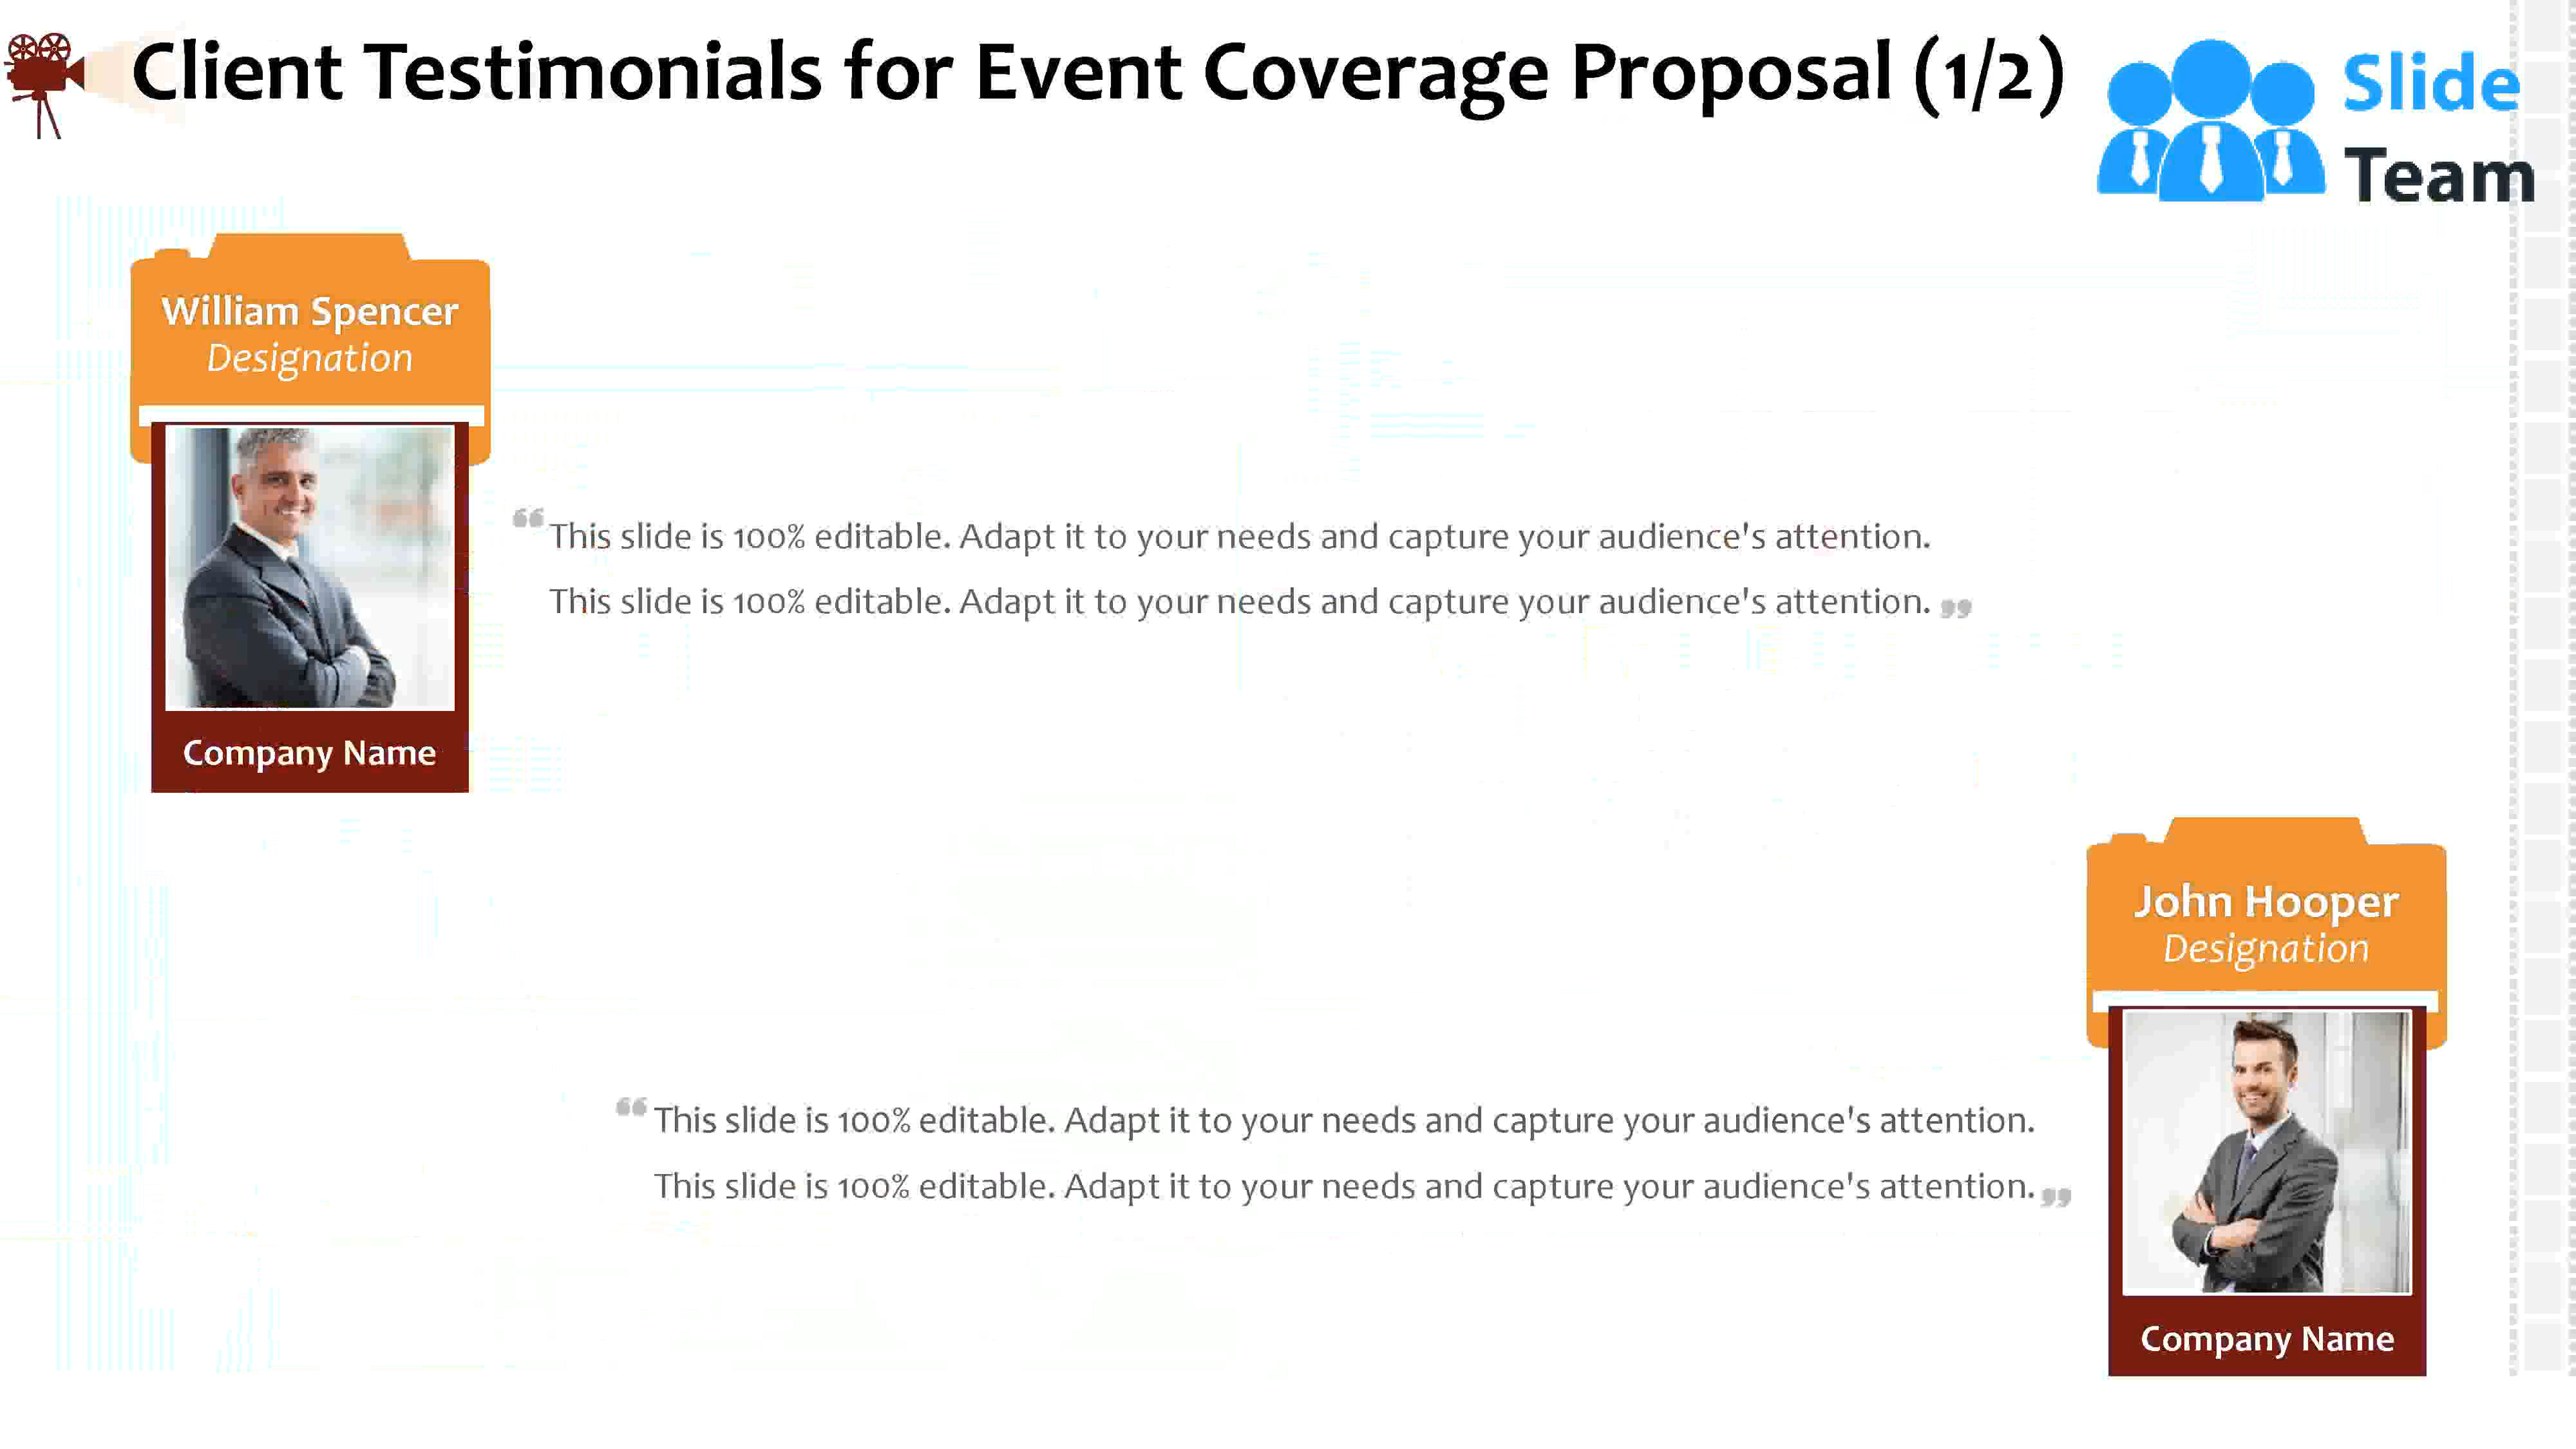 Client Testimonials for Event Coverage Proposal (1/2)
Slide
Team
William Spencer
Designation
“This slide is 100% editable. Adapt it to your needs and capture your audience's attention.
This slide is 100% editable. Adapt it to your needs and capture your audience's attention.”
Company Name
John Hooper
Designation
“This slide is 100% editable. Adapt it to your needs and capture your audience's attention.
This slide is 100% editable. Adapt it to your needs and capture your audience's attention.”
Company Name